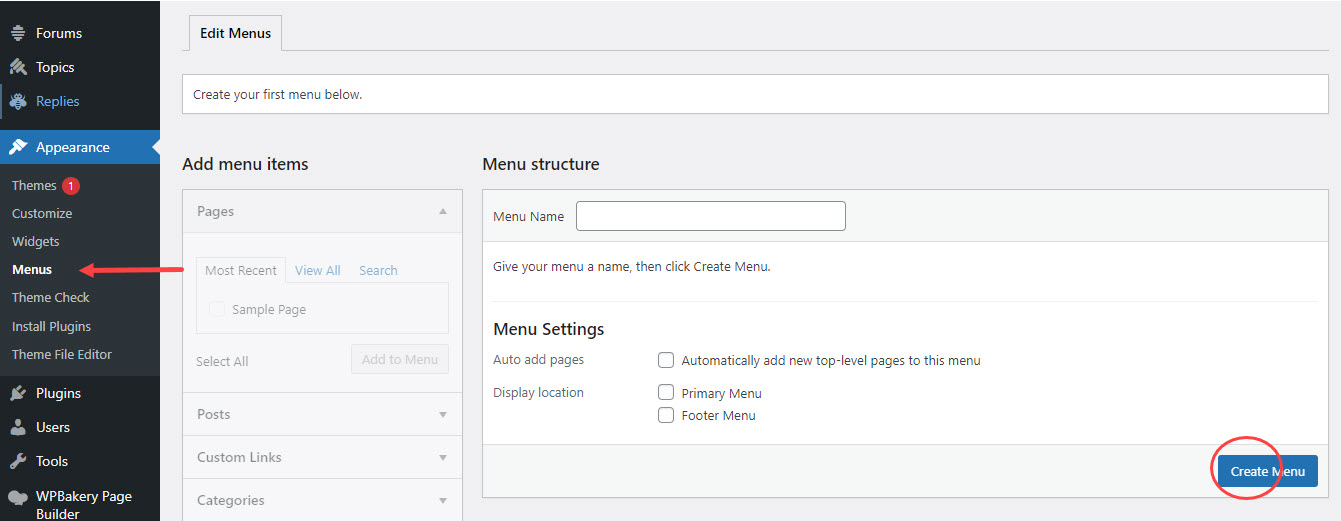 Forums
Topics
Replies
Appearance
Themes 1
Customize
Widgets
Menus
Theme Check
Install Plugins
Theme File Editor
Plugins
Users
Tools
WPBakery Page
Builder
Edit Menus
Create your first menu below.
Add menu items
Pages
Most Recent View All Search
Sample Page
Select All Add to Menu
Posts
Custom Links
Categories
Menu structure
Menu Name
Give your menu a name, then click Create Menu.
Menu Settings
Auto add pages Automatically add new top-level pages to this menu
Display location Primary Menu
Footer Menu
Create Menu